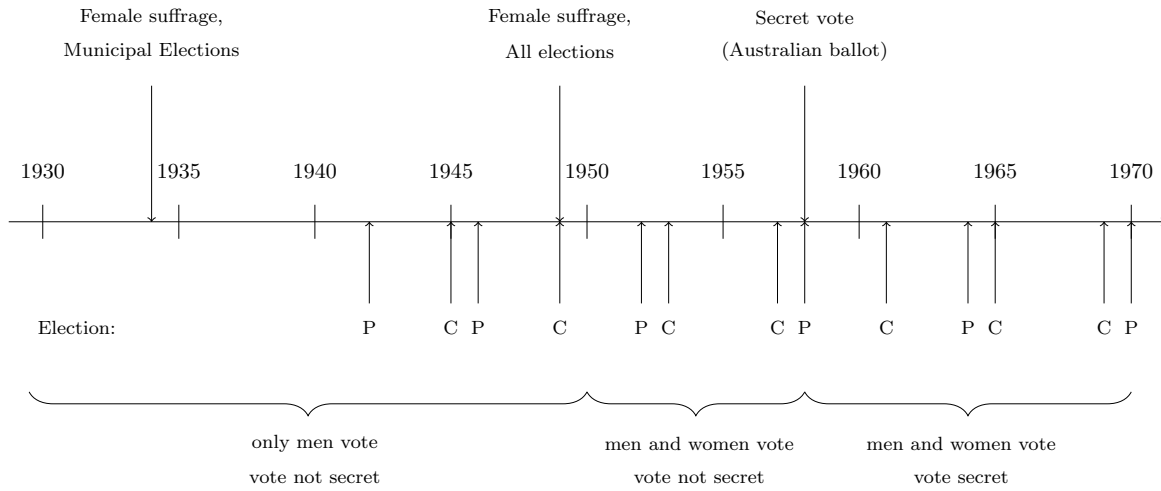 Female suffrage,
Municipal Elections
Female suffrage,
All elections
Secret vote
(Australian ballot)
1930 1935 1940 1945 1950 1955 1960 1965 1970
Election: P C P C P C C P C P C C P
only men vote
vote not secret
men and women vote
vote not secret
men and women vote
vote secret